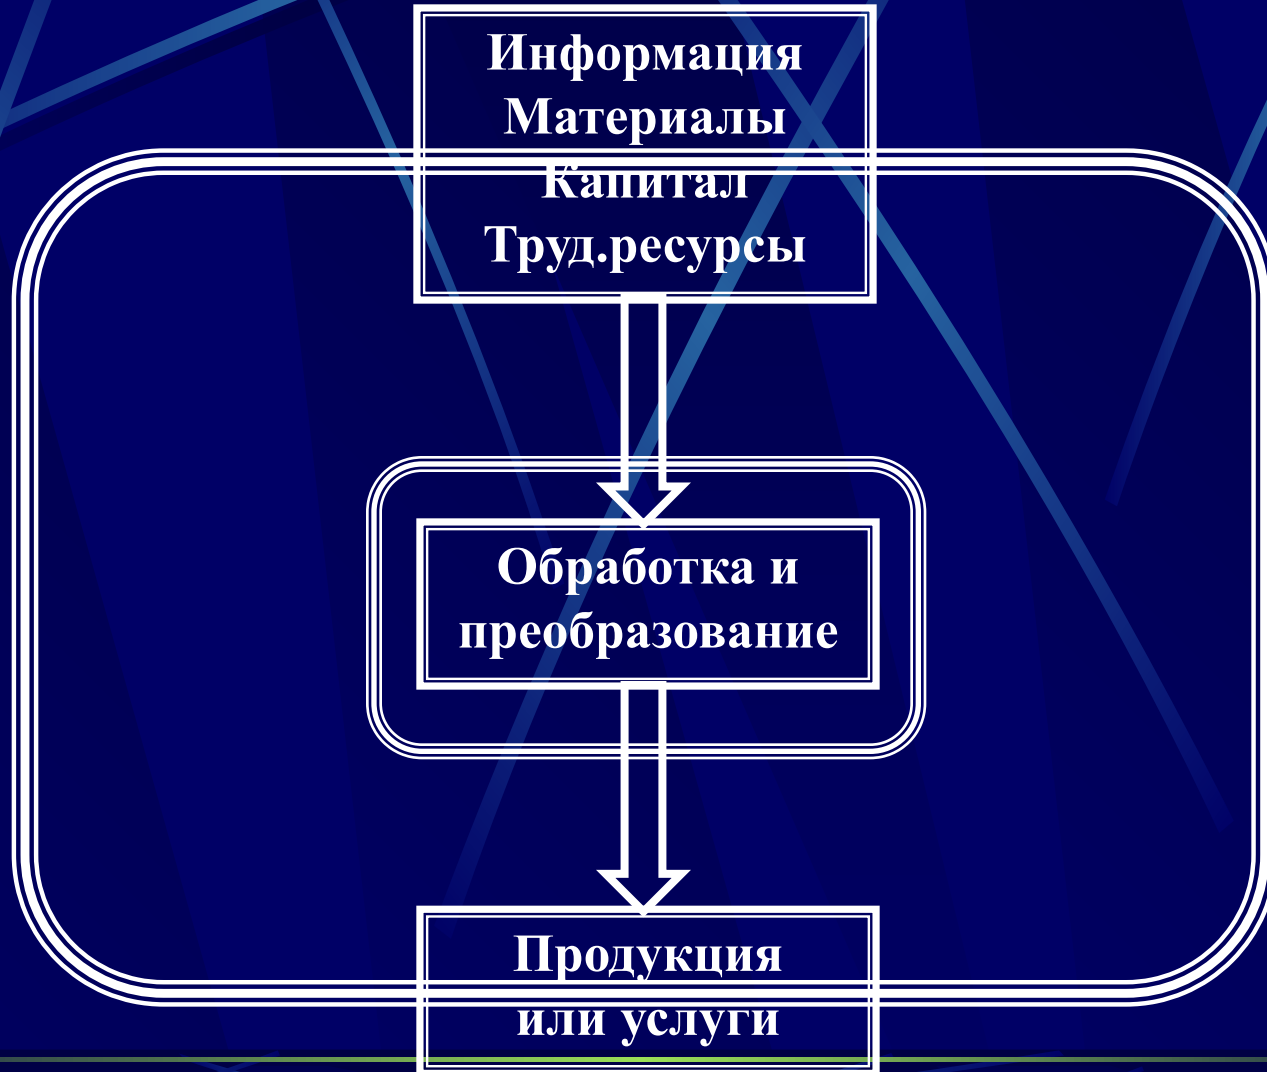 Информация
Материалы
Капитал
Труд.ресурсы
Обработка и
преобразование
Продукция
или услуги